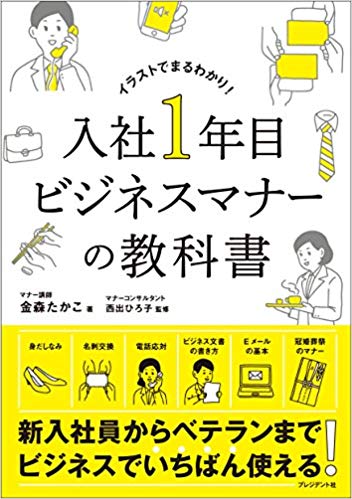 イラストでまるわかり!
入社1年目
ビジネスマナー
の教科書
マナー講師
金森たかこ 著
マナーコンサルタント
西出ひろ子 監修
身だしなみ
名刺交換
電話応対
ビジネス文書
の書き方
Eメール
の基本
冠婚葬祭
のマナー
新入社員からベテランまで
ビジネスでいちばん使える!
プレジデント社